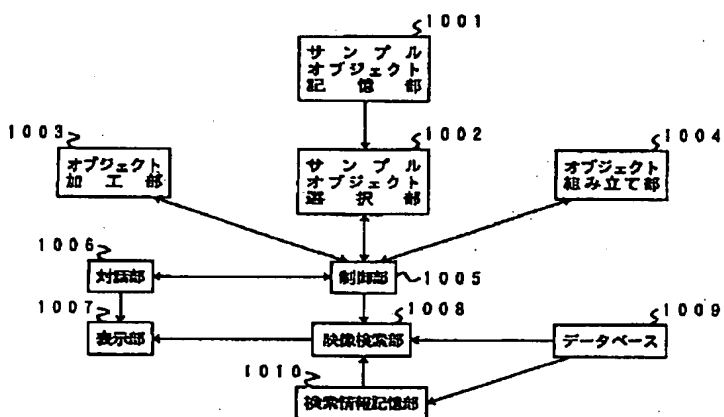 1001
サンプル
オブジェクト
記憶部
1003
オブジェクト
加工部
1002
サンプル
オブジェクト
選択部
1004
オブジェクト
組み立て部
1006
対話部
制御部
1005
1007
表示部
1008
映像検索部
1009
データベース
1010
検索情報記憶部